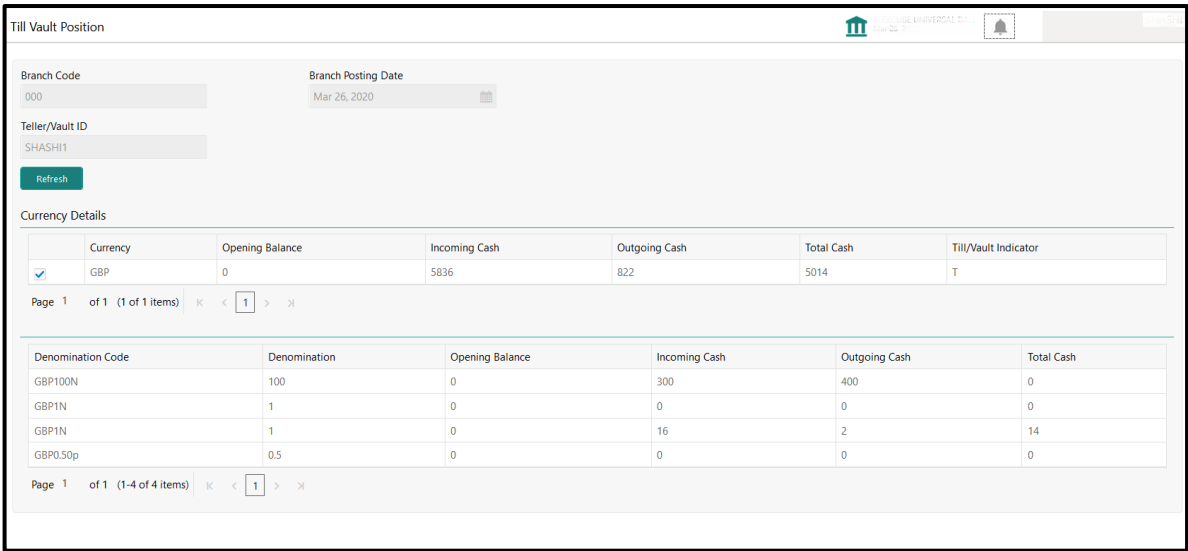 Till Vault Position
UNIVERSAL
Mar 26, 2
Branch Code
Branch Posting Date
000
Mar 26, 2020
Teller/Vault ID
SHASHI1
Refresh
Currency Details
Currency Opening Balance Incoming Cash Outgoing Cash Total Cash Till/Vault Indicator
GBP 0 5836 822 5014 T
Page 1 of 1 (1 of 1 items) 1
Denomination Code Denomination Opening Balance Incoming Cash Outgoing Cash Total Cash
GBP100N 100 0 300 400 0
GBP1N 1 0 0 0 0
GBP1N 1 0 16 2 14
GBP0.50p 0.5 0 0 0 0
Page 1 of 1 (1-4 of 4 items) 1